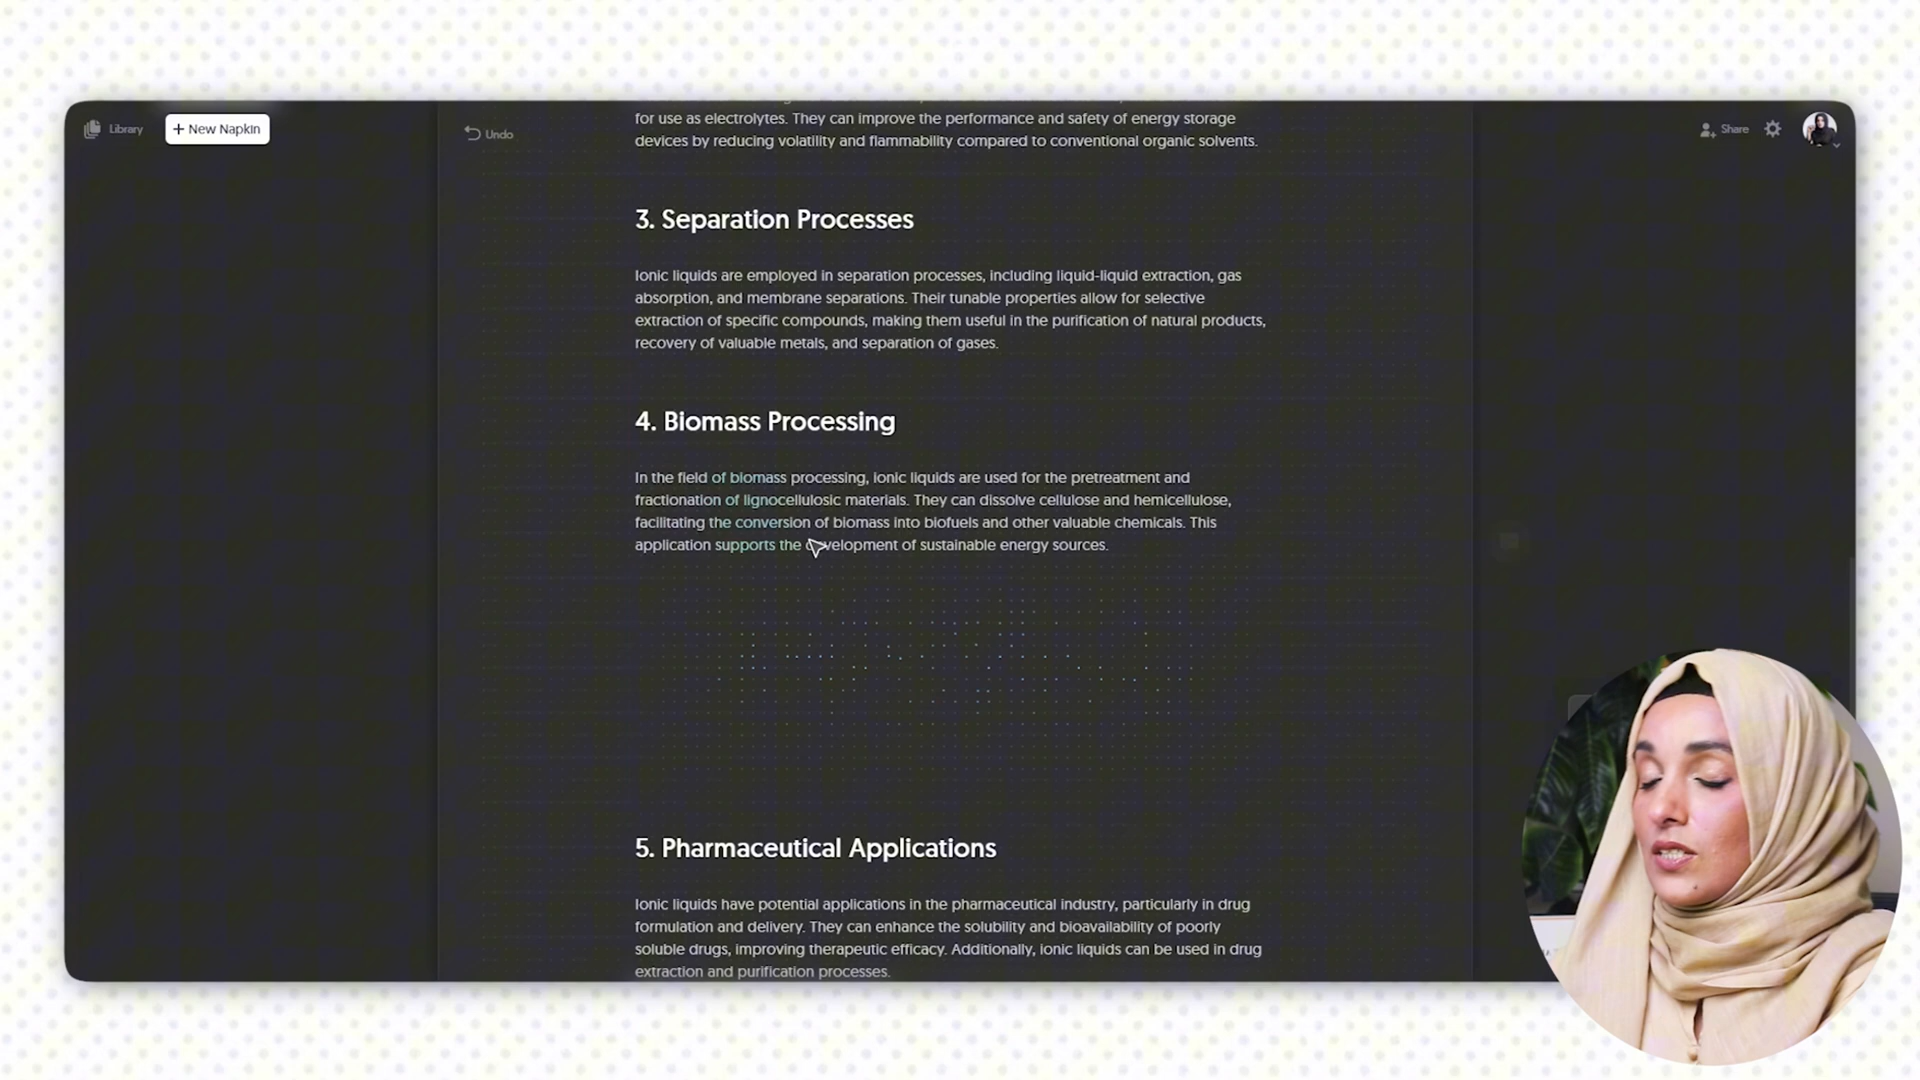 Library
+ New Napkin
Undo
Share
for use as electrolytes. They can improve the performance and safety of energy storage
devices by reducing volatility and flammability compared to conventional organic solvents.
3. Separation Processes
Ionic liquids are employed in separation processes, including liquid-liquid extraction, gas
absorption, and membrane separations. Their tunable properties allow for selective
extraction of specific compounds, making them useful in the purification of natural products,
recovery of valuable metals, and separation of gases.
4. Biomass Processing
In the field of biomass processing, ionic liquids are used for the pretreatment and
fractionation of lignocellulosic materials. They can dissolve cellulose and hemicellulose,
facilitating the conversion of biomass into biofuels and other valuable chemicals. This
application supports the development of sustainable energy sources.
5. Pharmaceutical Applications
Ionic liquids have potential applications in the pharmaceutical industry, particularly in drug
formulation and delivery. They can enhance the solubility and bioavailability of poorly
soluble drugs, improving therapeutic efficacy. Additionally, ionic liquids can be used in drug
extraction and purification processes.